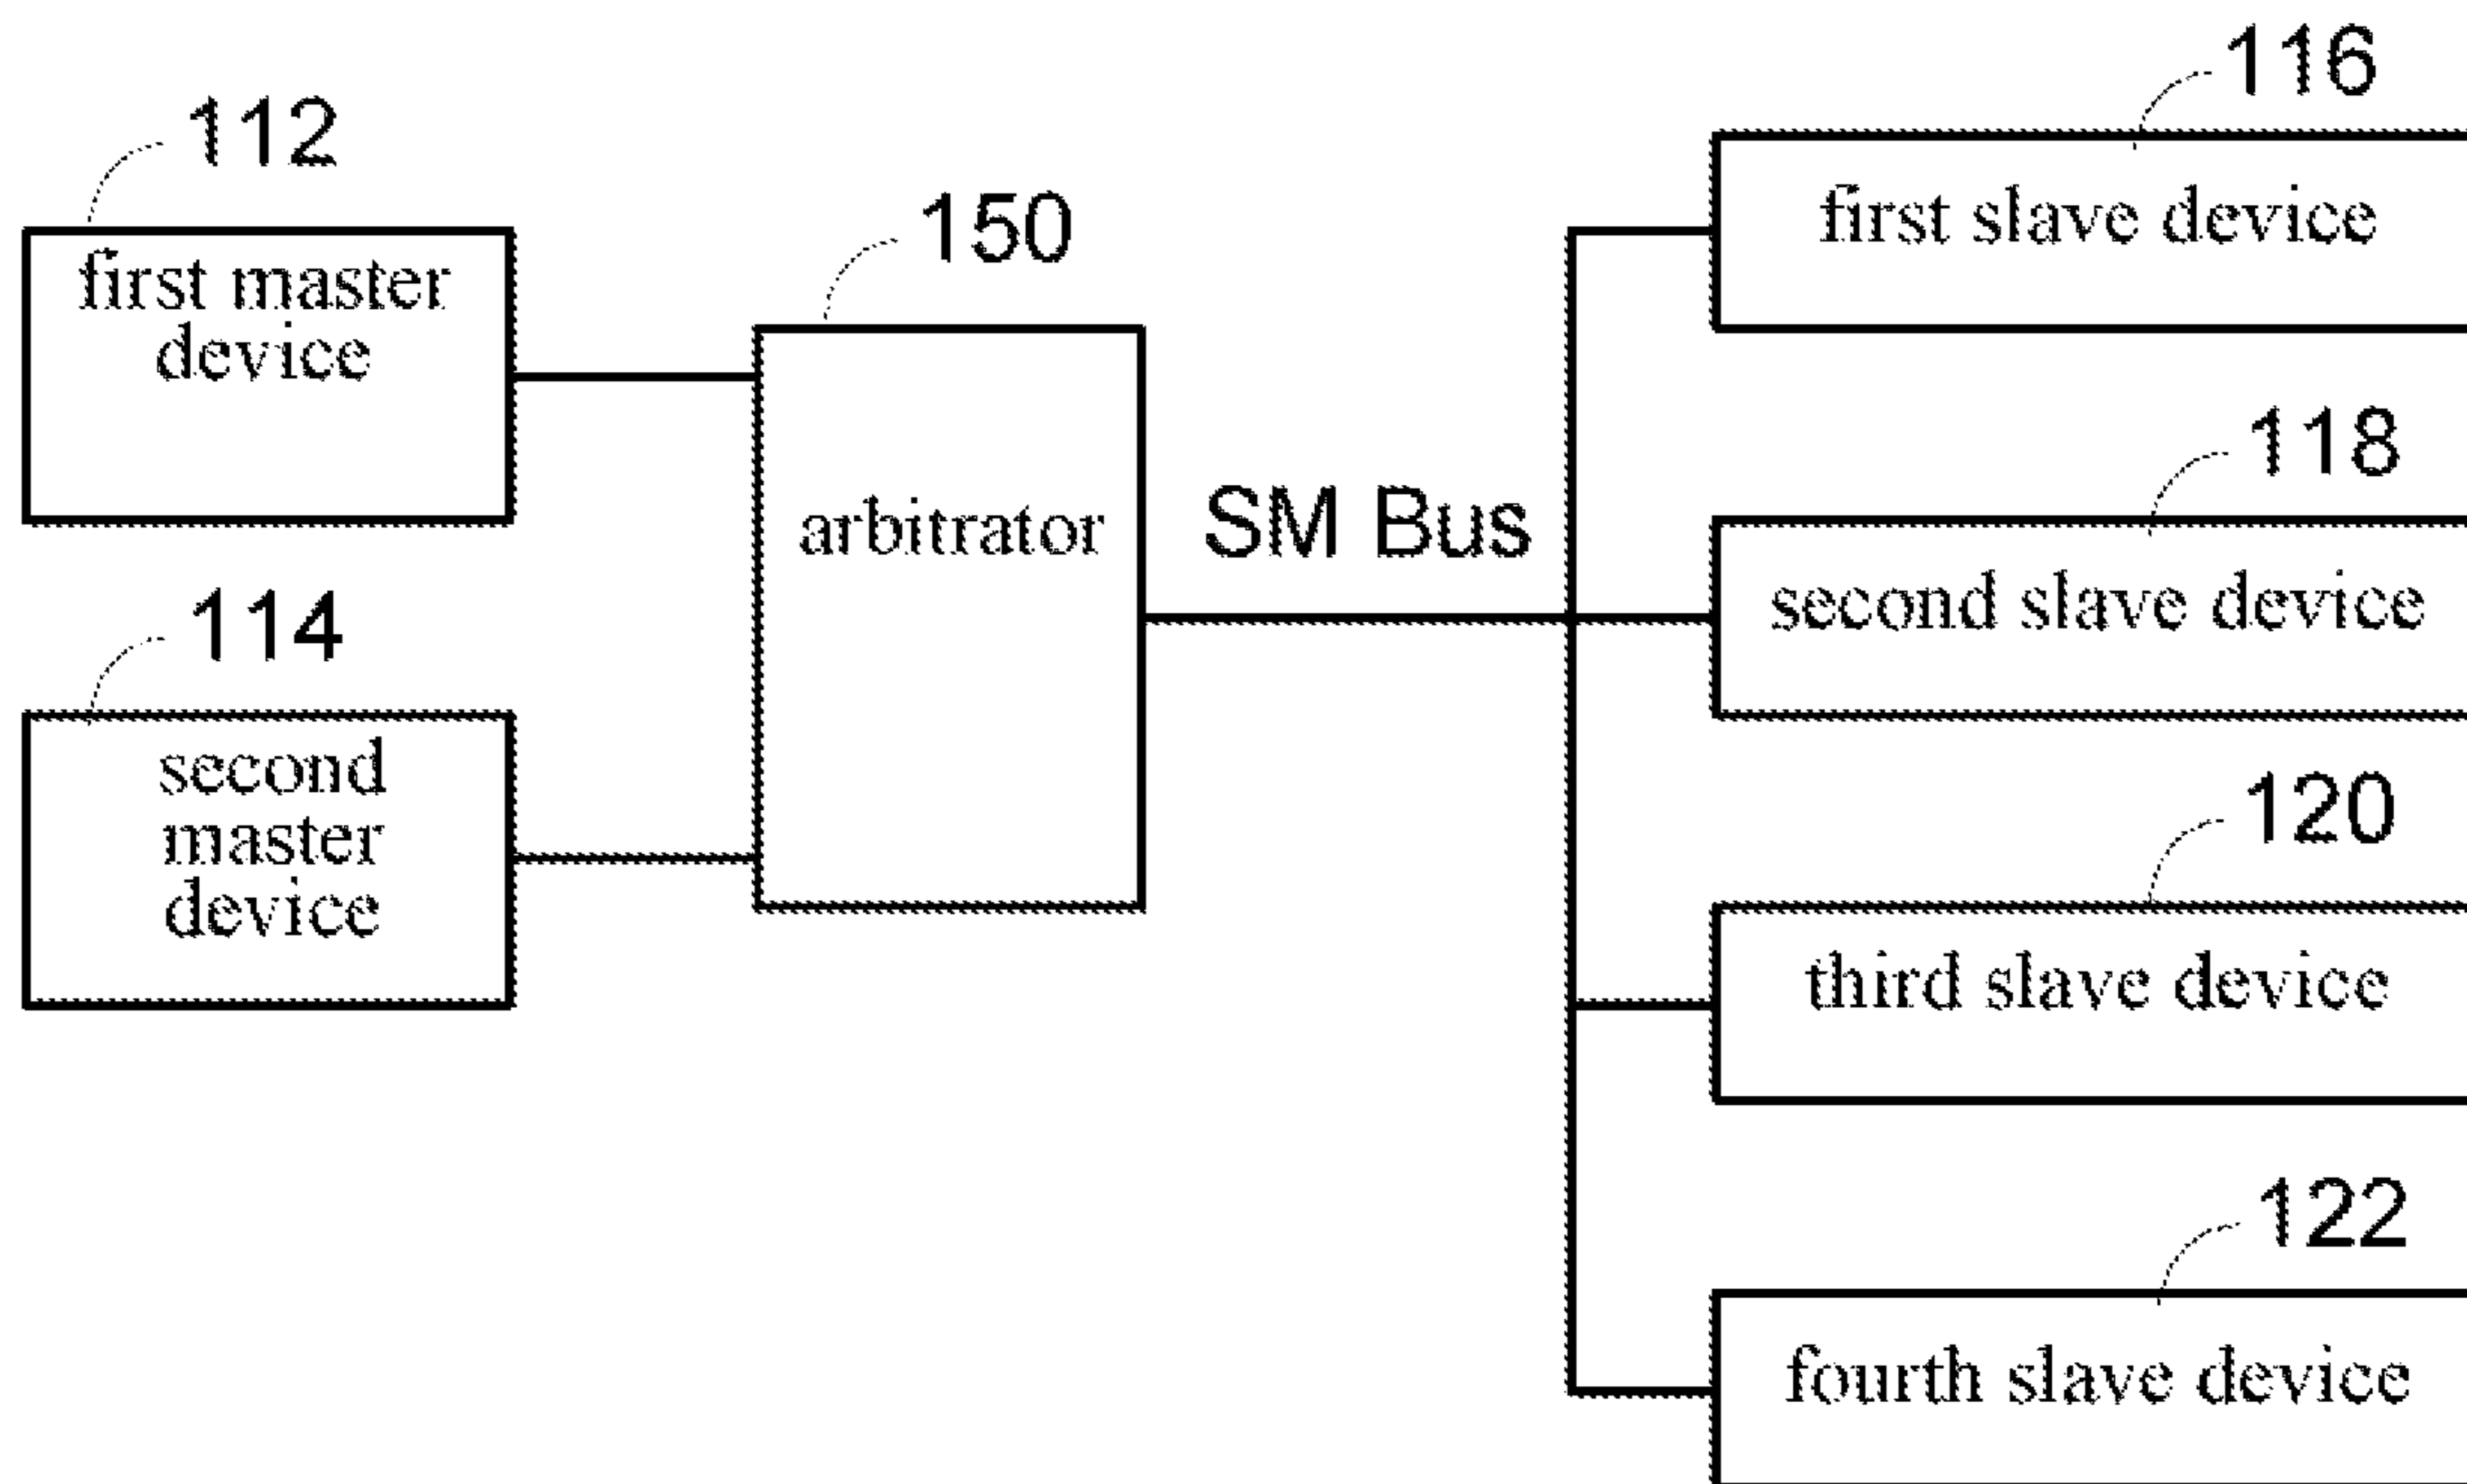 112
first master
device
114
second
master
device
150
arbitrator
SM Bus
116
first slave device
118
second slave device
120
third slave device
122
fourth slave device